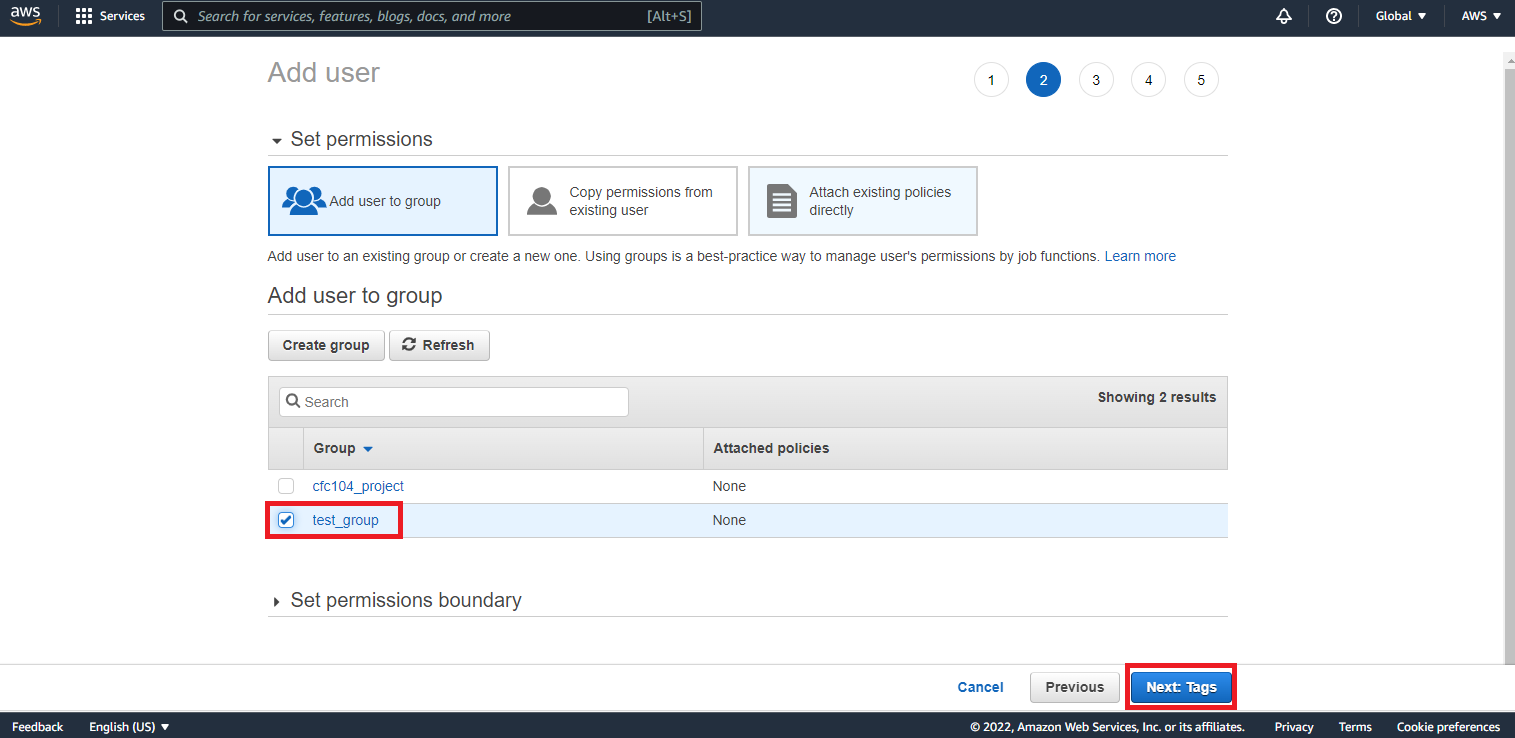 aws Services Search for services, features, blogs, docs, and more [Alt+S] Global AWS
Add user 1 2 3 4 5
Set permissions
Add user to group
Copy permissions from
existing user
Attach existing policies
directly
Add user to an existing group or create a new one. Using groups is a best-practice way to manage user's permissions by job functions. Learn more
Add user to group
Create group Refresh
Search Showing 2 results
Group Attached policies
cfc104_project None
test_group None
Set permissions boundary
Cancel Previous Next: Tags
Feedback English (US) © 2022, Amazon Web Services, Inc. or its affiliates. Privacy Terms Cookie preferences